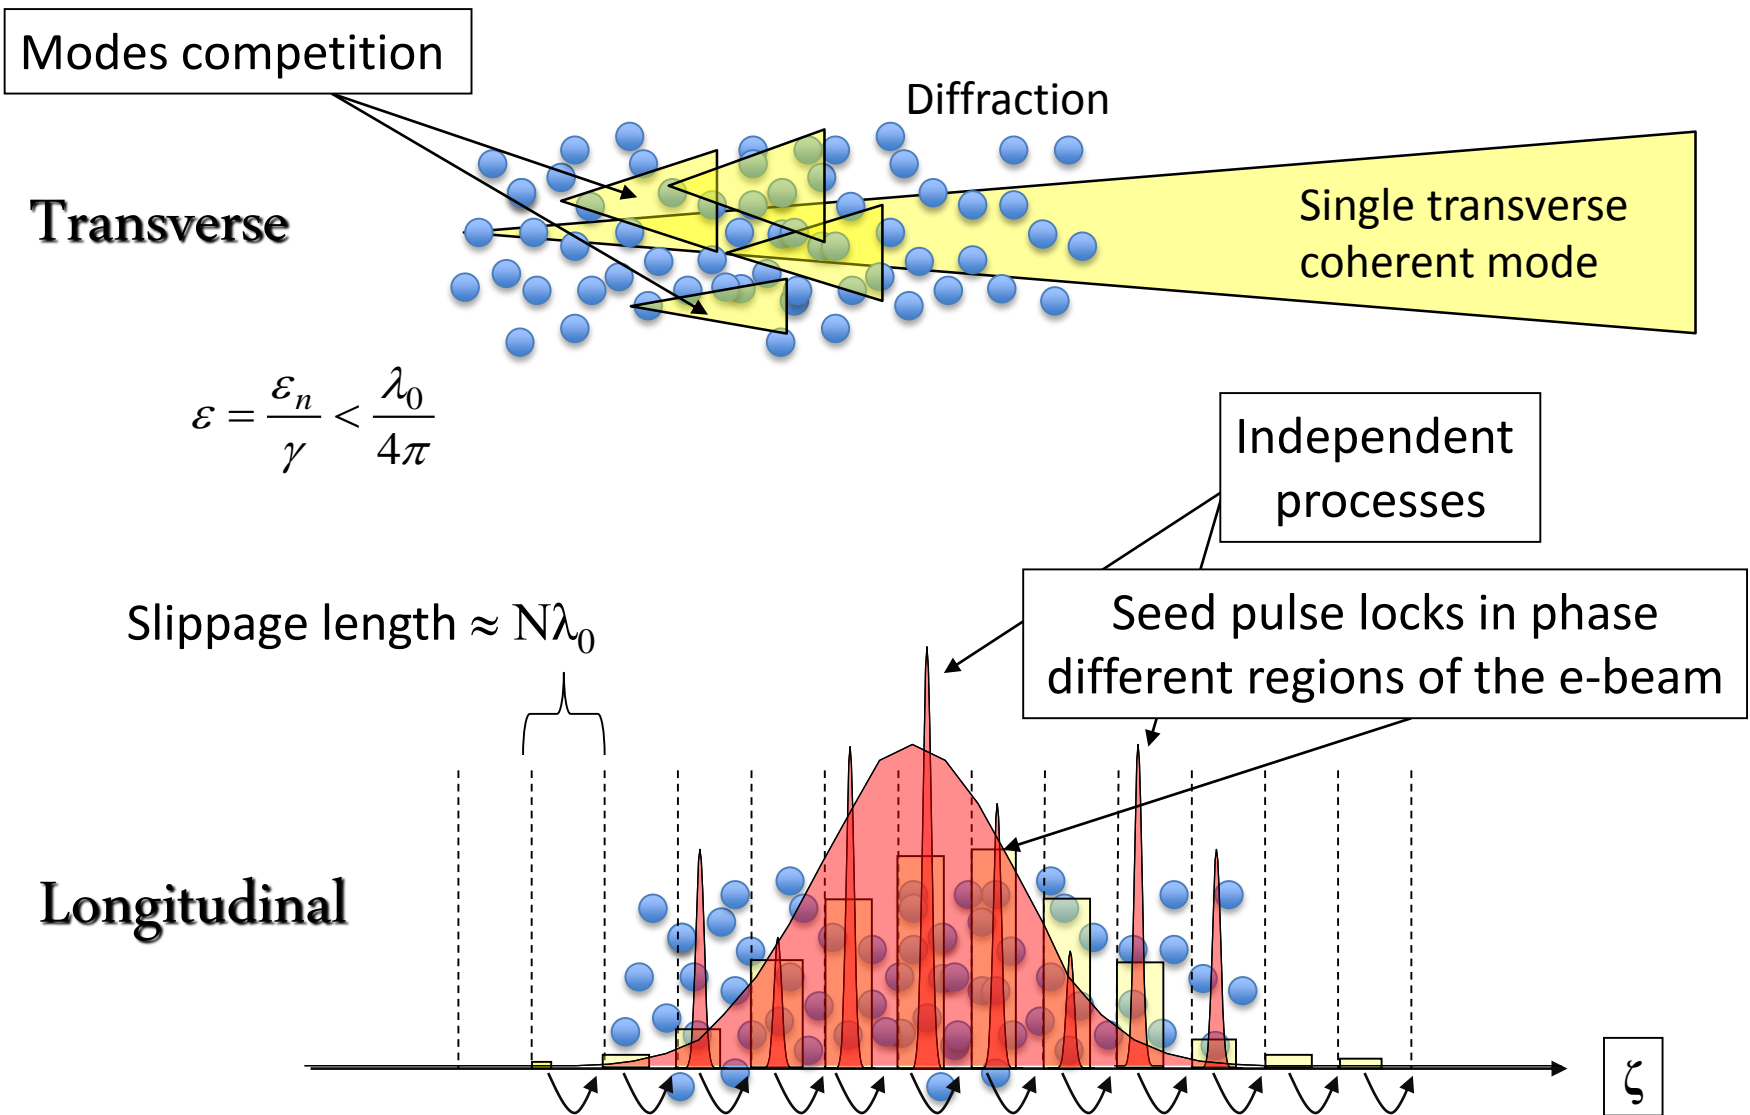 Modes competition
Diffraction
Transverse
Single transverse
coherent mode
ε = εₙ/γ < λ₀/4π
Independent
processes
Slippage length ≈ Nλ₀
Seed pulse locks in phase
different regions of the e-beam
Longitudinal
ζ